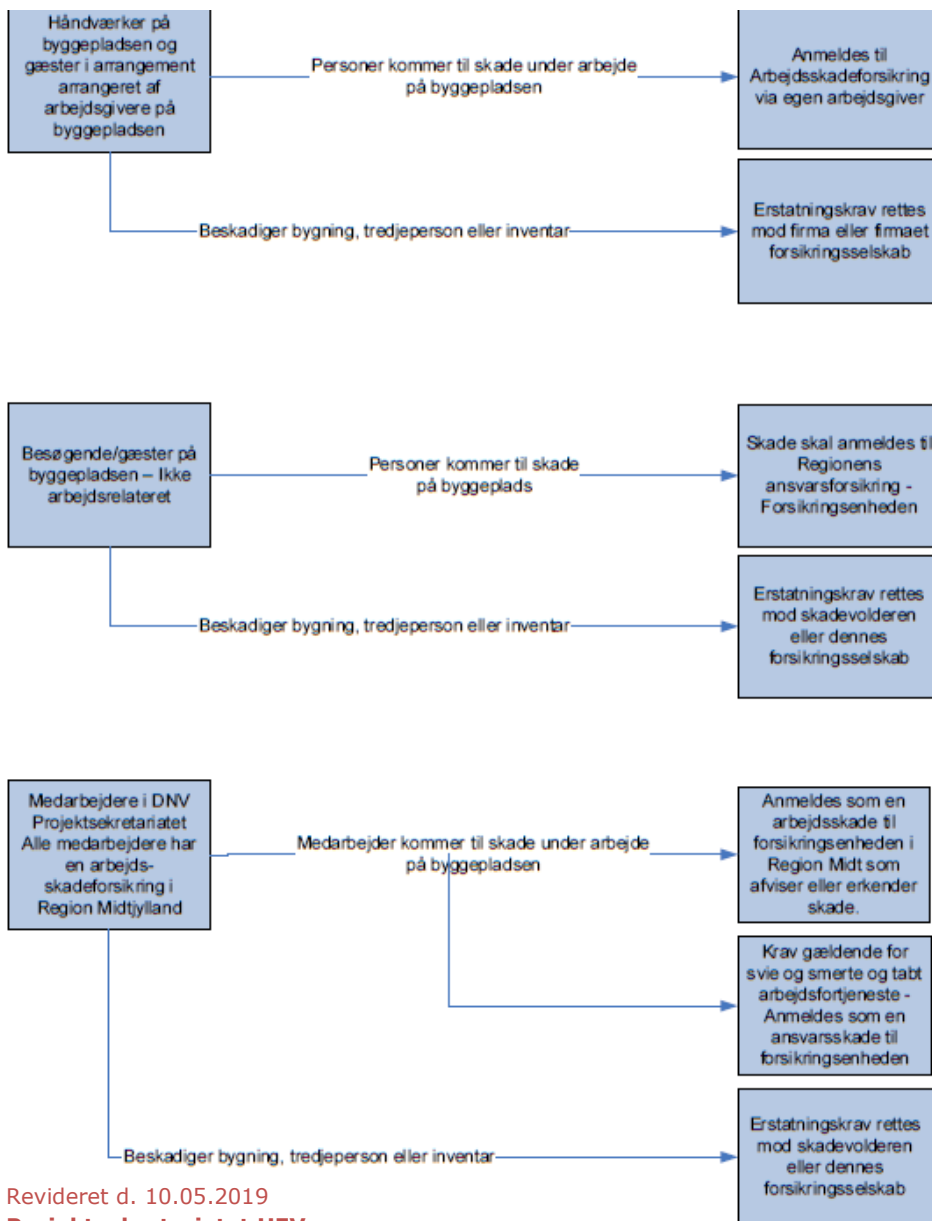 Håndværker på
byggepladsen og
gæster i arrangement
arrangeret af
arbejdsgivere på
byggepladsen
Personer kommer til skade under arbejde
på byggepladsen
Anmeldes til
Arbejdsskadeforsikring
via egen arbejdsgiver
Beskadiger bygning, tredjeperson eller inventar
Erstatningskrav rettes
mod firma eller firmaet
forsikringsselskab
Besøgende/gæster på
byggepladsen – Ikke
arbejdsrelateret
Personer kommer til skade
på byggeplads
Skade skal anmeldes til
Regionens
ansvarsforsikring -
Forsikringsenheden
Beskadiger bygning, tredjeperson eller inventar
Erstatningskrav rettes
mod skadevolderen
eller dennes
forsikringsselskab
Medarbejdere i DNV
Projektsekretariatet
Alle medarbejdere har
en arbejds-
skadeforsikring i
Region Midtjylland
Medarbejder kommer til skade under arbejde
på byggepladsen
Anmeldes som en
arbejdsskade til
forsikringsenheden i
Region Midt som
afviser eller erkender
skade.
Krav gældende for
svie og smerte og tabt
arbejdsfortjeneste -
Anmeldes som en
ansvarsskade til
forsikringsenheden
Beskadiger bygning, tredjeperson eller inventar
Erstatningskrav rettes
mod skadevolderen
eller dennes
forsikringsselskab
Revideret d. 10.05.2019